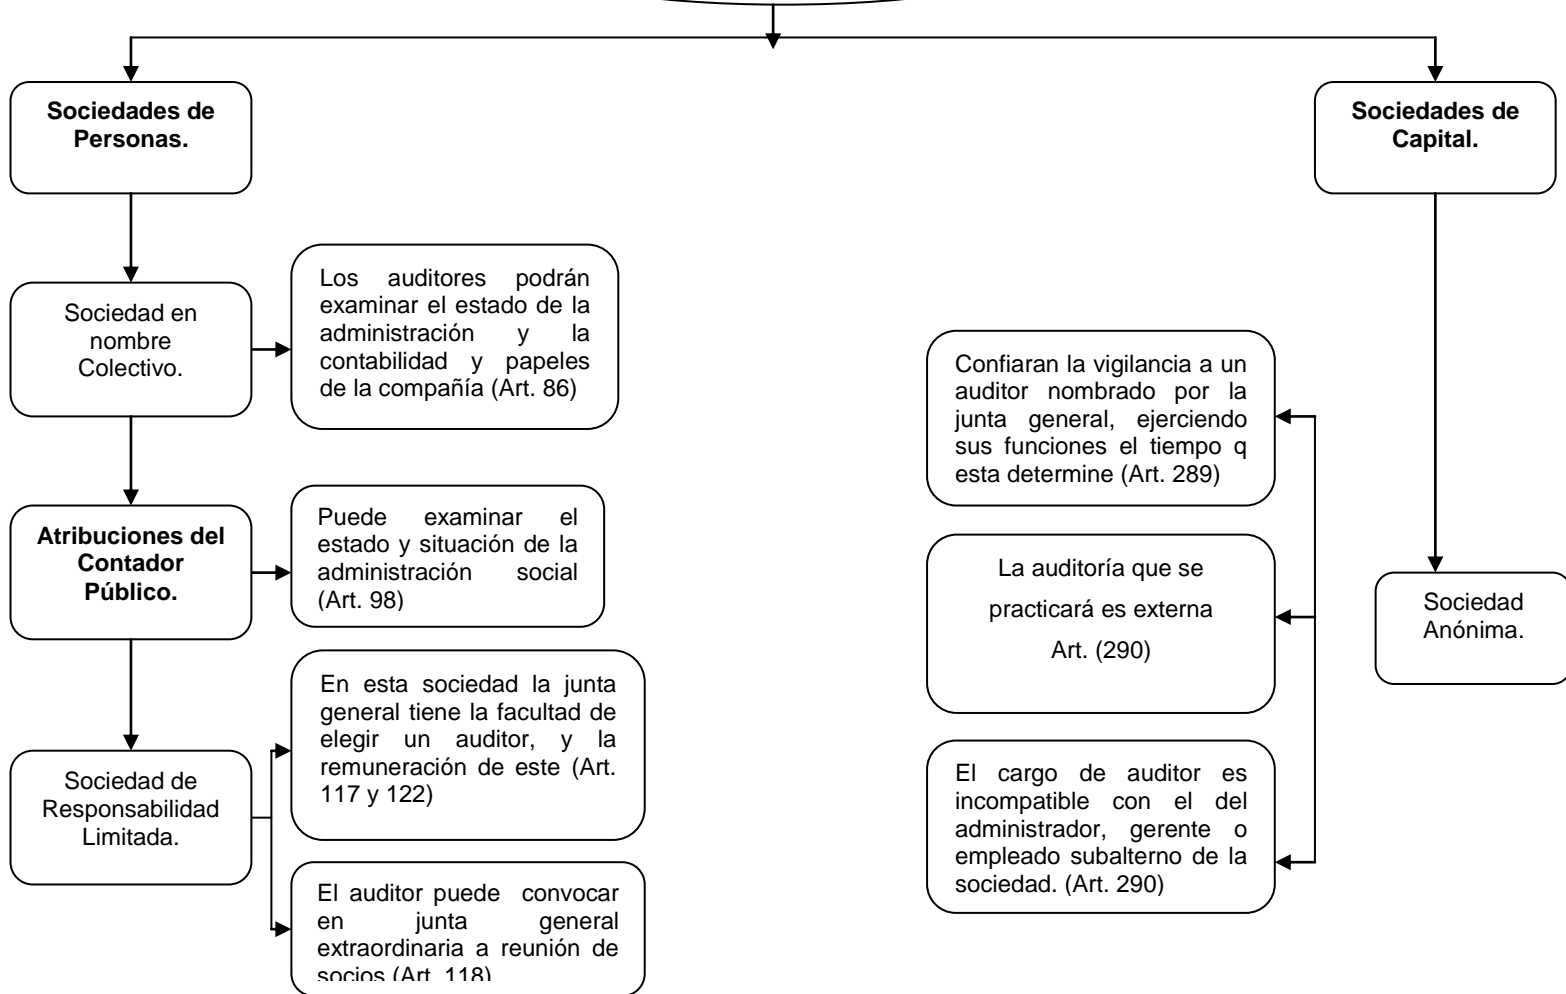 Sociedades de
Personas.
Sociedades de
Capital.
Sociedad en
nombre
Colectivo.
Los auditores podrán
examinar el estado de la
administración y la
contabilidad y papeles
de la compañía (Art. 86)
Atribuciones del
Contador
Público.
Puede examinar el
estado y situación de la
administración social
(Art. 98)
Sociedad de
Responsabilidad
Limitada.
En esta sociedad la junta
general tiene la facultad de
elegir un auditor, y la
remuneración de este (Art.
117 y 122)
El auditor puede convocar
en junta general
extraordinaria a reunión de
socios (Art. 118)
Confiaran la vigilancia a un
auditor nombrado por la
junta general, ejerciendo
sus funciones el tiempo q
esta determine (Art. 289)
La auditoría que se
practicará es externa
Art. (290)
El cargo de auditor es
incompatible con el del
administrador, gerente o
empleado subalterno de la
sociedad. (Art. 290)
Sociedad
Anónima.